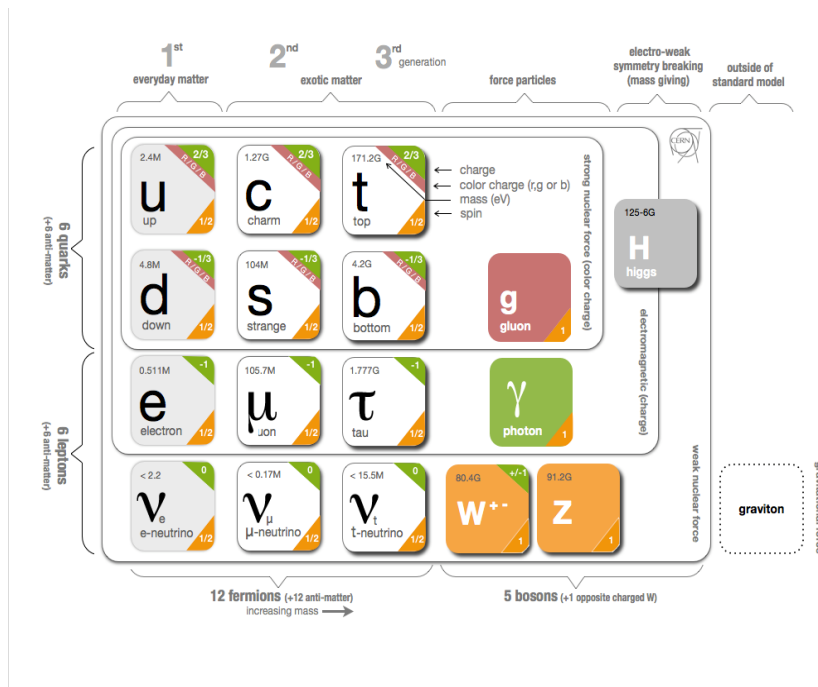 1st
2nd
3rd generation
everyday matter
exotic matter
force particles
electro-weak
symmetry breaking
(mass giving)
outside of
standard model
CERN
6 quarks
(+6 anti-matter)
2.4M
2/3
R/G/B
u
up
1/2
1.27G
2/3
R/G/B
c
charm
1/2
171.2G
2/3
R/G/B
t
top
1/2
charge
color charge (r,g or b)
mass (eV)
spin
strong nuclear force (color charge)
125-6G
H
higgs
4.8M
-1/3
R/G/B
d
down
1/2
104M
-1/3
R/G/B
s
strange
1/2
4.2G
-1/3
R/G/B
b
bottom
1/2
g
gluon
1
electromagnetic (charge)
6 leptons
(+6 anti-matter)
0.511M
-1
e
electron
1/2
105.7M
-1
μ
uon
1/2
1.777G
-1
τ
tau
1/2
γ
photon
1
weak nuclear force
< 2.2
0
νe
e-neutrino
1/2
< 0.17M
0
νμ
μ-neutrino
1/2
< 15.5M
0
νt
t-neutrino
1/2
80.4G
+/-1
W+-
1
91.2G
Z
1
graviton
12 fermions (+12 anti-matter)
increasing mass
5 bosons (+1 opposite charged W)